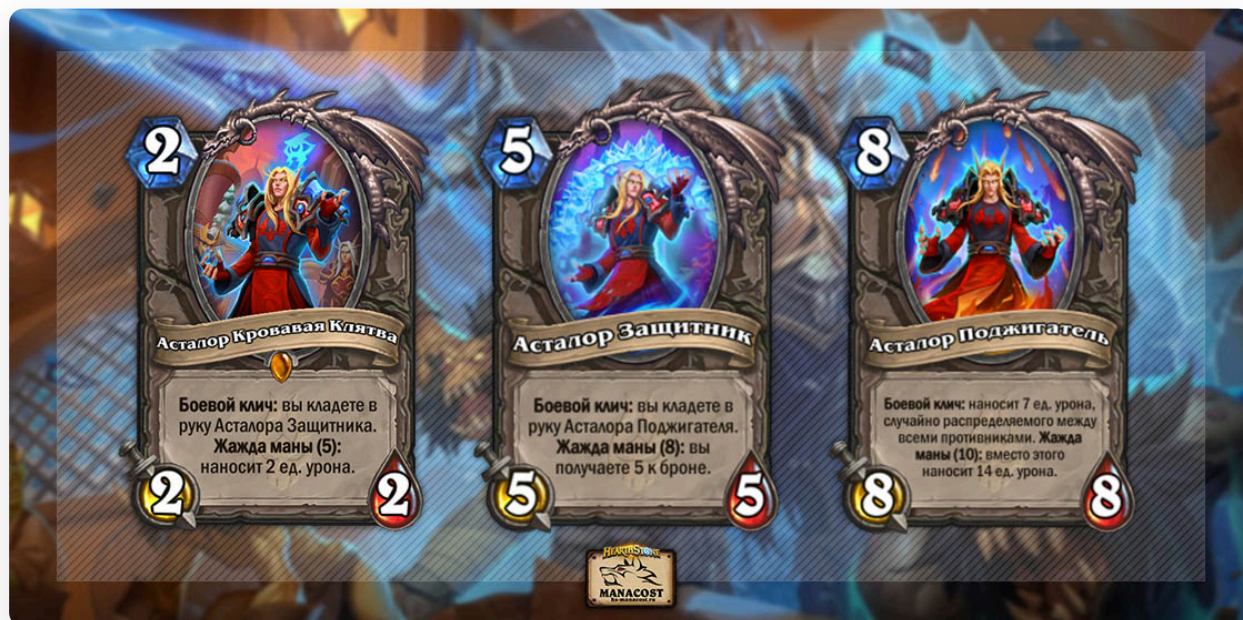 2
Асталор Кровавая Клятва
Боевой клич: вы кладете в
руку Асталора Защитника.
Жажда маны (5):
наносит 2 ед. урона.
2
2
5
Асталор Защитник
Боевой клич: вы кладете в
руку Асталора Поджигателя.
Жажда маны (8): вы
получаете 5 к броне.
5
5
8
Асталор Поджигатель
Боевой клич: наносит 7 ед. урона,
случайно распределяемого между
всеми противниками. Жажда
маны (10): вместо этого
наносит 14 ед. урона.
8
8
HEARTHSTONE
MANACOST
hs-manacost.ru